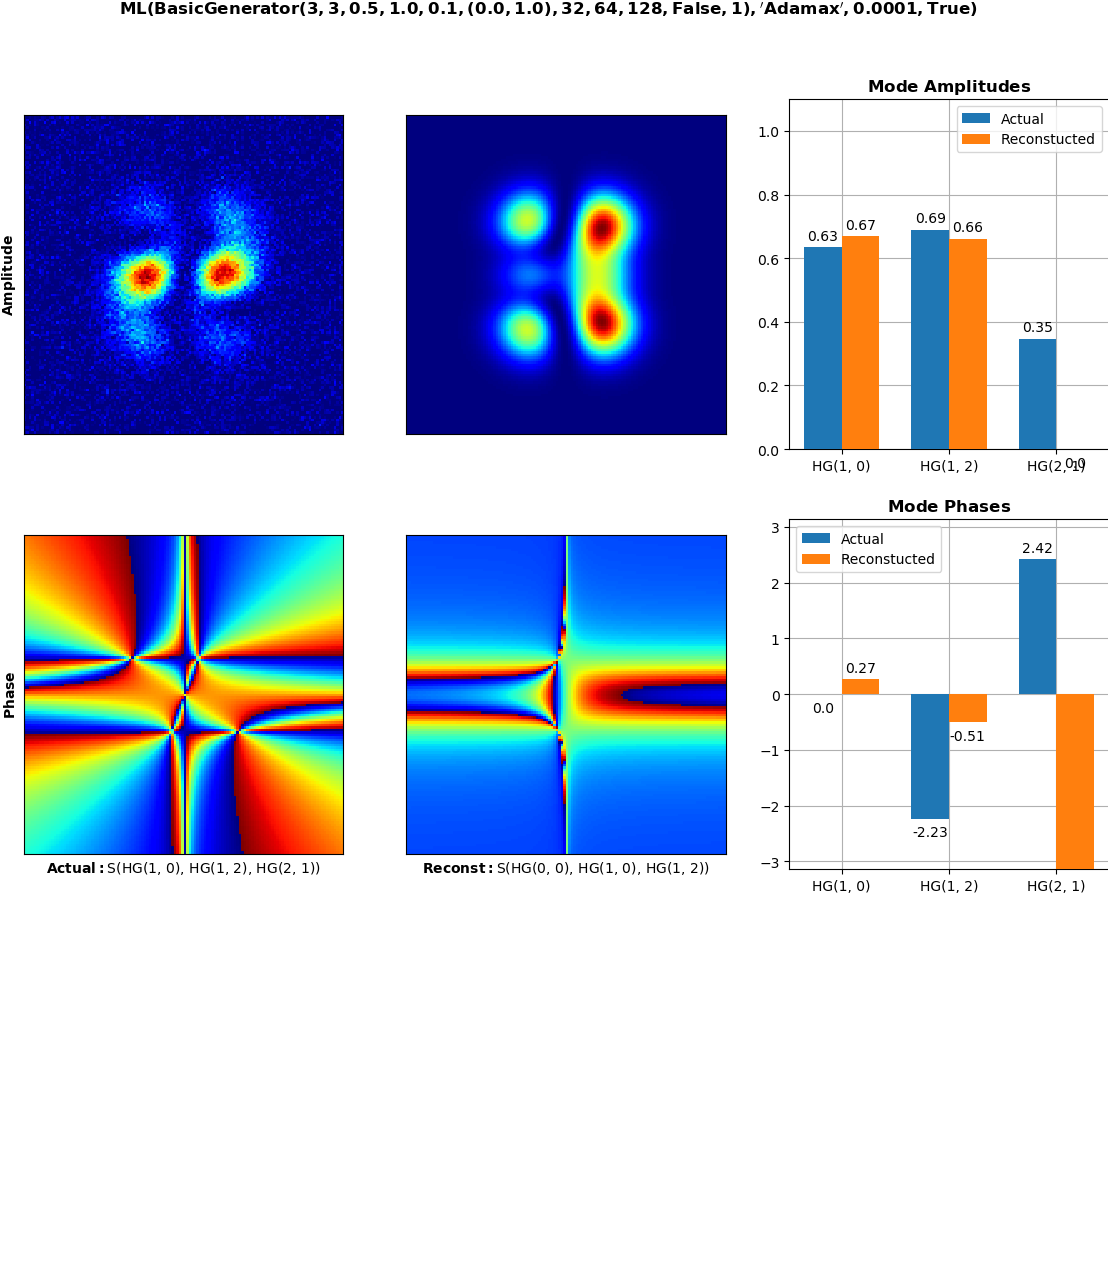 ML(BasicGenerator(3, 3, 0.5, 1.0, 0.1, (0.0, 1.0), 32, 64, 128, False, 1), ′Adamax′, 0.0001, True)
Amplitude
Mode Amplitudes
Actual
Reconstucted
1.0
0.8
0.6
0.4
0.2
0.0
0.63
0.67
0.69
0.66
0.35
0.0
HG(1, 0)
HG(1, 2)
HG(2, 1)
Phase
Actual: S(HG(1, 0), HG(1, 2), HG(2, 1))
Reconst: S(HG(0, 0), HG(1, 0), HG(1, 2))
Mode Phases
Actual
Reconstucted
3
2
1
0
−1
−2
−3
0.0
0.27
-2.23
-0.51
2.42
HG(1, 0)
HG(1, 2)
HG(2, 1)